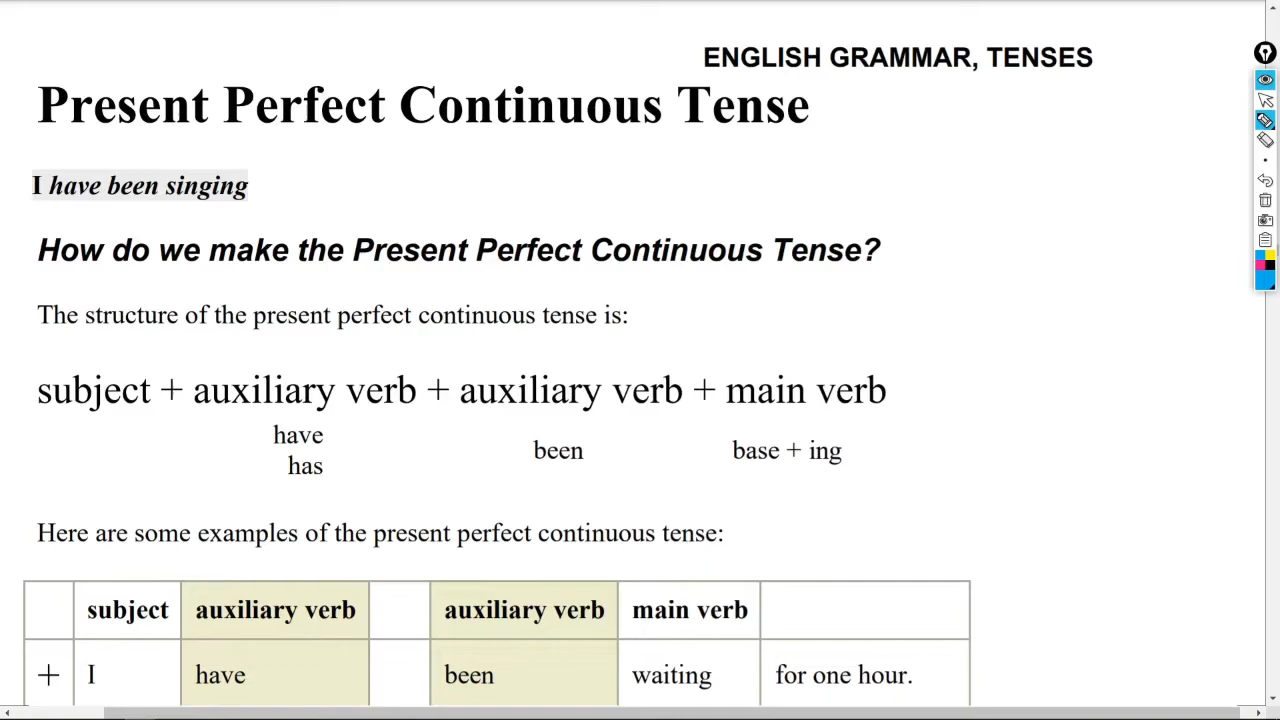 ENGLISH GRAMMAR, TENSES
Present Perfect Continuous Tense
I have been singing
How do we make the Present Perfect Continuous Tense?
The structure of the present perfect continuous tense is:
subject + auxiliary verb + auxiliary verb + main verb
have
has
been
base + ing
Here are some examples of the present perfect continuous tense:
subject auxiliary verb auxiliary verb main verb
+ I have been waiting for one hour.